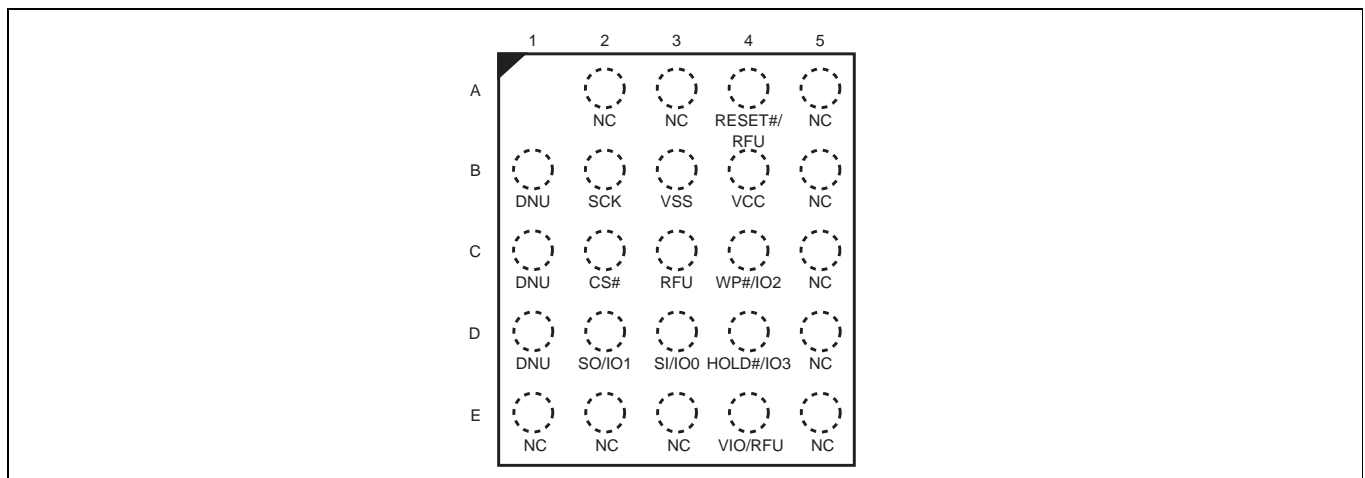 1 2 3 4 5
A
NC NC RESET#/ NC
RFU
B
DNU SCK VSS VCC NC
C
DNU CS# RFU WP#/IO2 NC
D
DNU SO/IO1 SI/IO0 HOLD#/IO3 NC
E
NC NC NC VIO/RFU NC